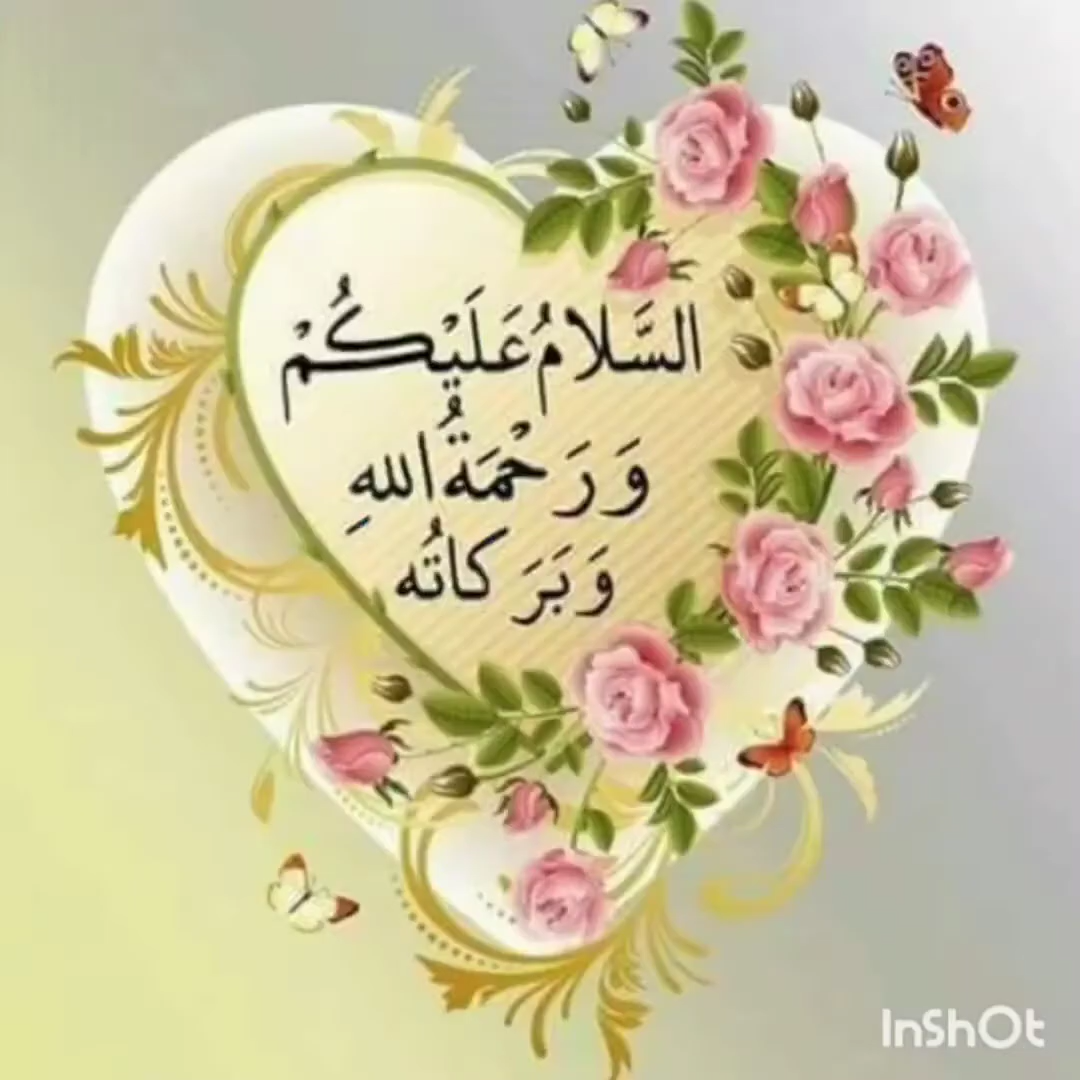 السَّلامُ عَلَيْكُمْ
وَرَحْمَةُ اللهِ
وَبَرَكاتُه
InShOt